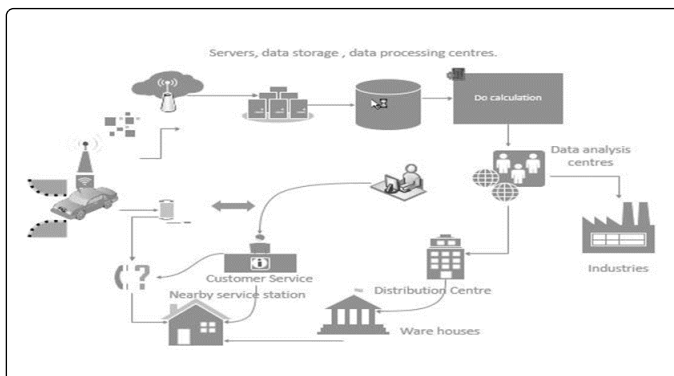 Servers, data storage , data processing centres.
Do calculation
Data analysis
centres
Industries
Customer Service
Nearby service station
Distribution Centre
Ware houses